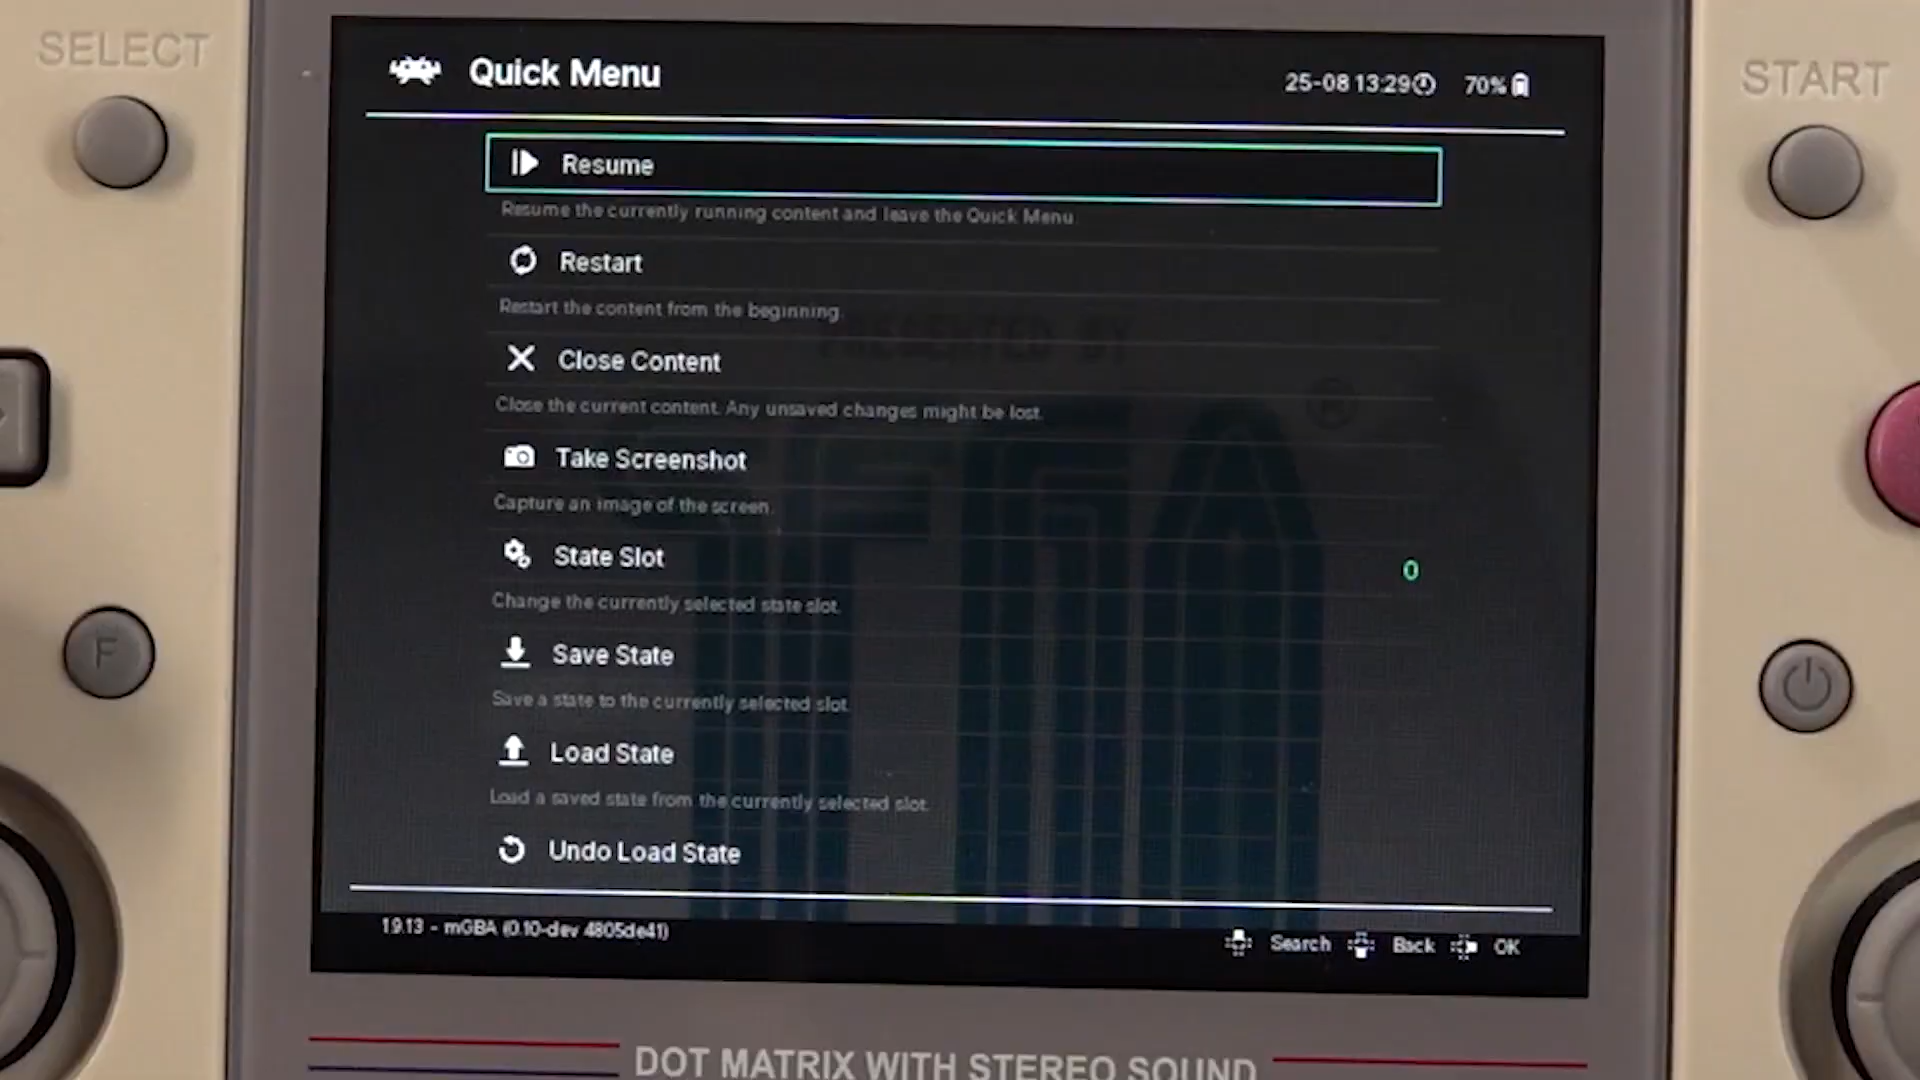 SELECT
START
Quick Menu
25-08 13:29
70%
Resume
Resume the currently running content and leave the Quick Menu.
Restart
Restart the content from the beginning.
PRESENTED BY
Close Content
Close the current content. Any unsaved changes might be lost.
®
Take Screenshot
Capture an image of the screen.
State Slot
0
Change the currently selected state slot.
Save State
Save a state to the currently selected slot.
F
Load State
Load a saved state from the currently selected slot.
Undo Load State
1.9.13 - mGBA (0.10-dev 4805de41)
Search
Back
OK
DOT MATRIX WITH STEREO SOUND